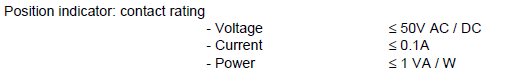 Position indicator: contact rating
- Voltage ≤ 50V AC / DC
- Current ≤ 0.1A
- Power ≤ 1 VA / W